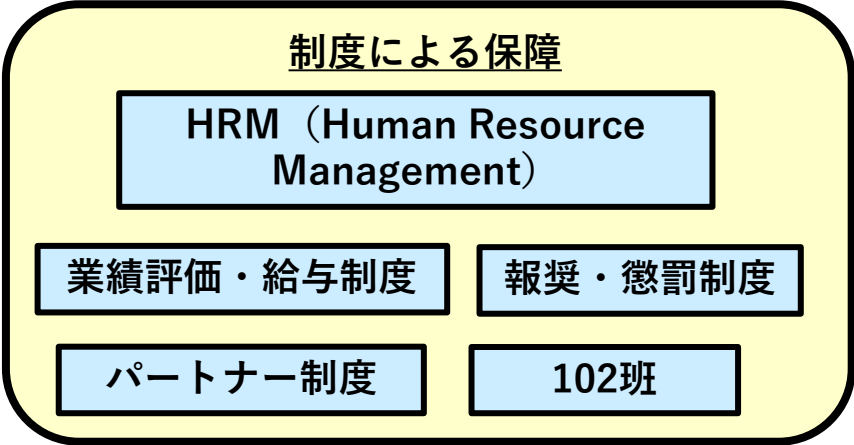 制度による保障
HRM（Human Resource
Management）
業績評価・給与制度
報奨・懲罰制度
パートナー制度
102班